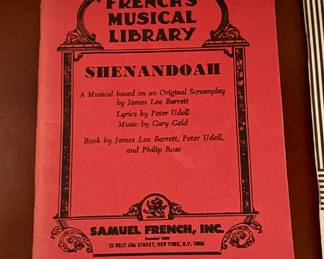 FRENCH'S
MUSICAL
LIBRARY
SHENANDOAH
A Musical based on an Original Screenplay
by James Lee Barrett
Lyrics by Peter Udell
Music by Gary Geld
Book by James Lee Barrett, Peter Udell,
and Philip Rose
SAMUEL FRENCH, INC.
Founded 1830
25 WEST 45th STREET, NEW YORK, N.Y. 10036